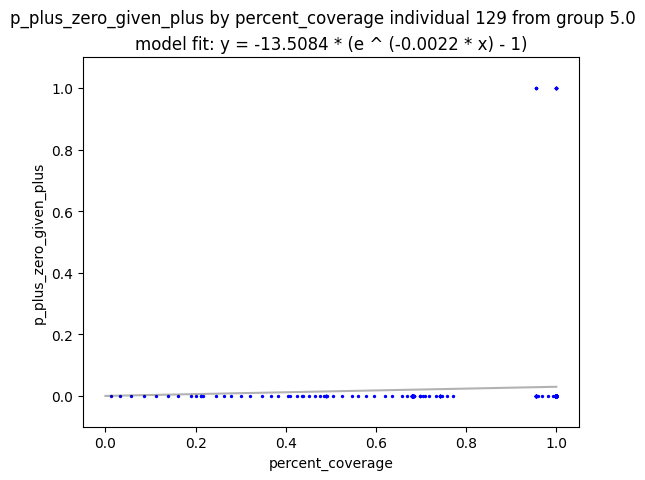 p_plus_zero_given_plus by percent_coverage individual 129 from group 5.0
model fit: y = -13.5084 * (e ^ (-0.0022 * x) - 1)
1.0
0.8
0.6
0.4
0.2
0.0
p_plus_zero_given_plus
0.0 0.2 0.4 0.6 0.8 1.0
percent_coverage